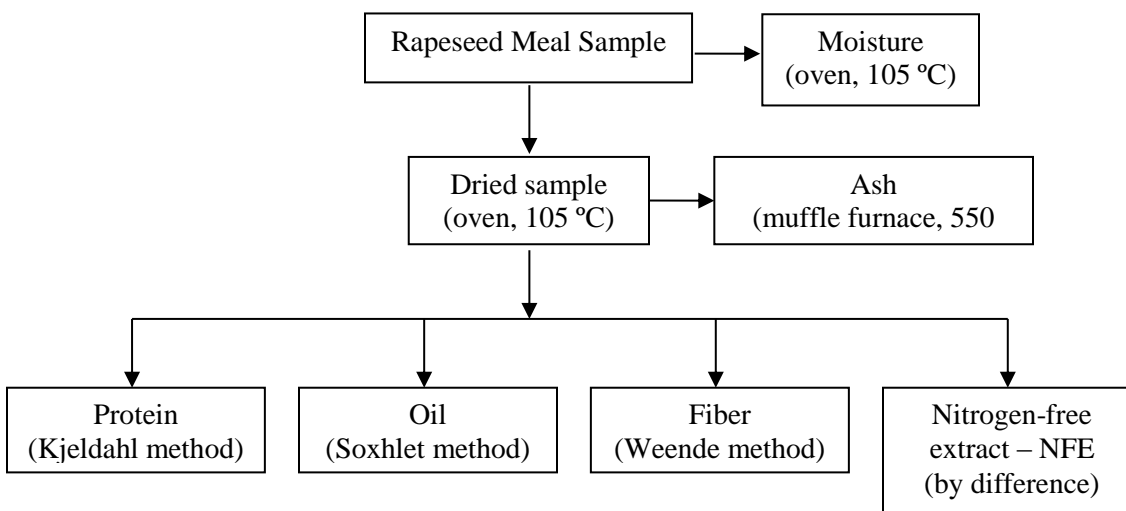 Rapeseed Meal Sample
Moisture
(oven, 105 ºC)
Dried sample
(oven, 105 ºC)
Ash
(muffle furnace, 550
Protein
(Kjeldahl method)
Oil
(Soxhlet method)
Fiber
(Weende method)
Nitrogen-free
extract – NFE
(by difference)